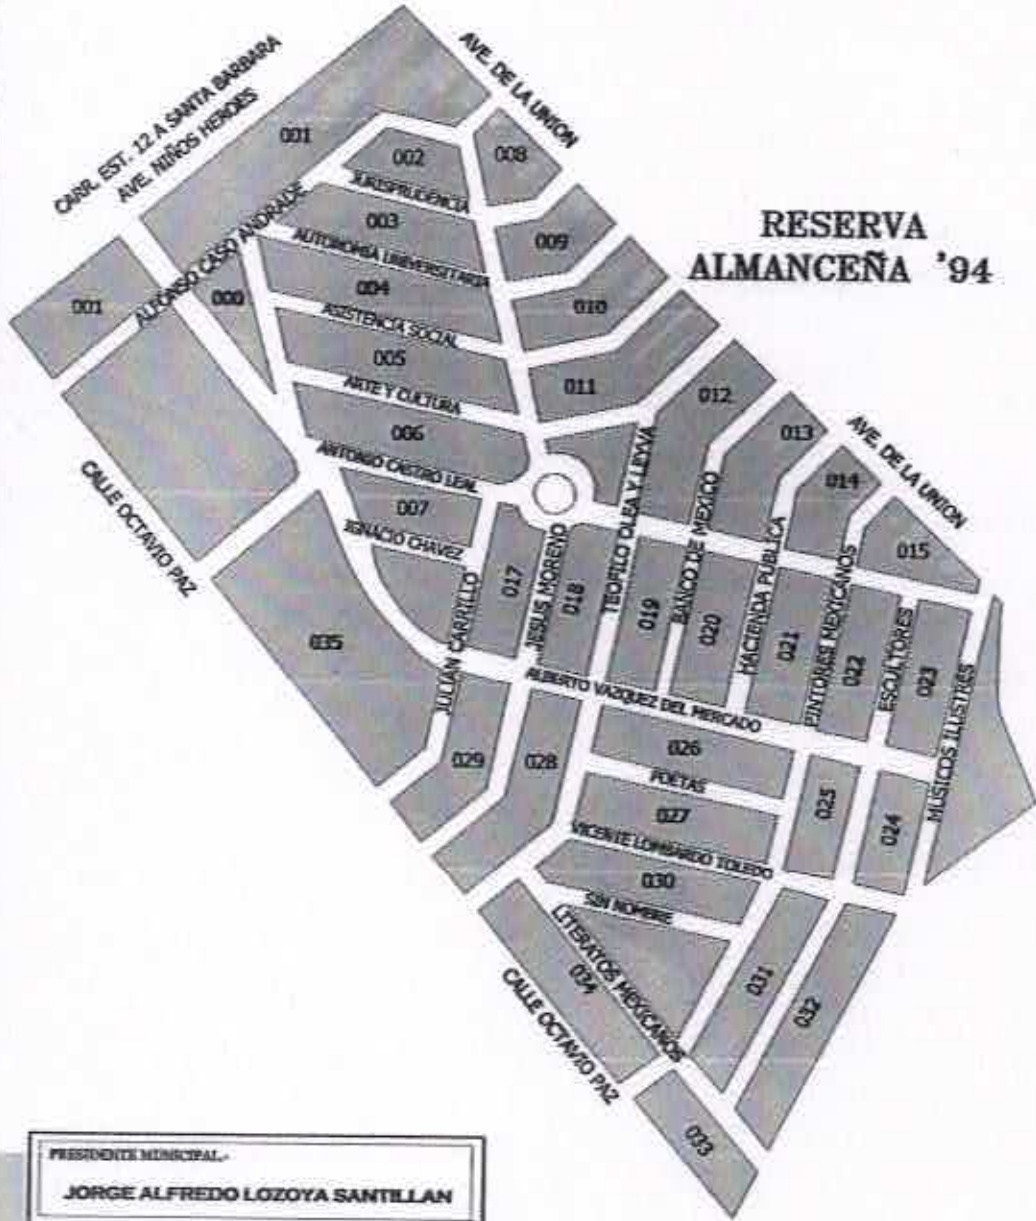 AVE. DE LA UNION
CARR. EST. 12 A SANTA BARBARA
AVE. NIÑOS HEROES
001
002
008
JURISPRUDENCIA
003
ALFONSO CASO ANDRADE
009
RESERVA
ALMANCEÑA '94
AUTONOMIA UNIVERSITARIA
004
000
001
010
ASISTENCIA SOCIAL
005
011
012
ARTE Y CULTURA
006
013
AVE. DE LA UNION
ANTONIO CASTRO LEAL
014
CALLE OCTAVIO PAZ
007
IGNACIO CHAVEZ
015
JULIAN CARRILLO
017
JESUS MORENO
018
TEOFILO OLEA Y LEYVA
019
BANCO DE MEXICO
020
HACIENDA PUBLICA
021
PINTORES MEXICANOS
022
ESCULTORES
023
MUSICOS ILUSTRES
035
ALBERTO VAZQUEZ DEL MERCADO
029
028
026
POETAS
027
025
024
VICENTE LOMBARDO TOLEDO
030
SIN NOMBRE
LITERATOS MEXICANOS
034
031
032
CALLE OCTAVIO PAZ
033
PRESIDENTE MUNICIPAL.-
JORGE ALFREDO LOZOYA SANTILLAN